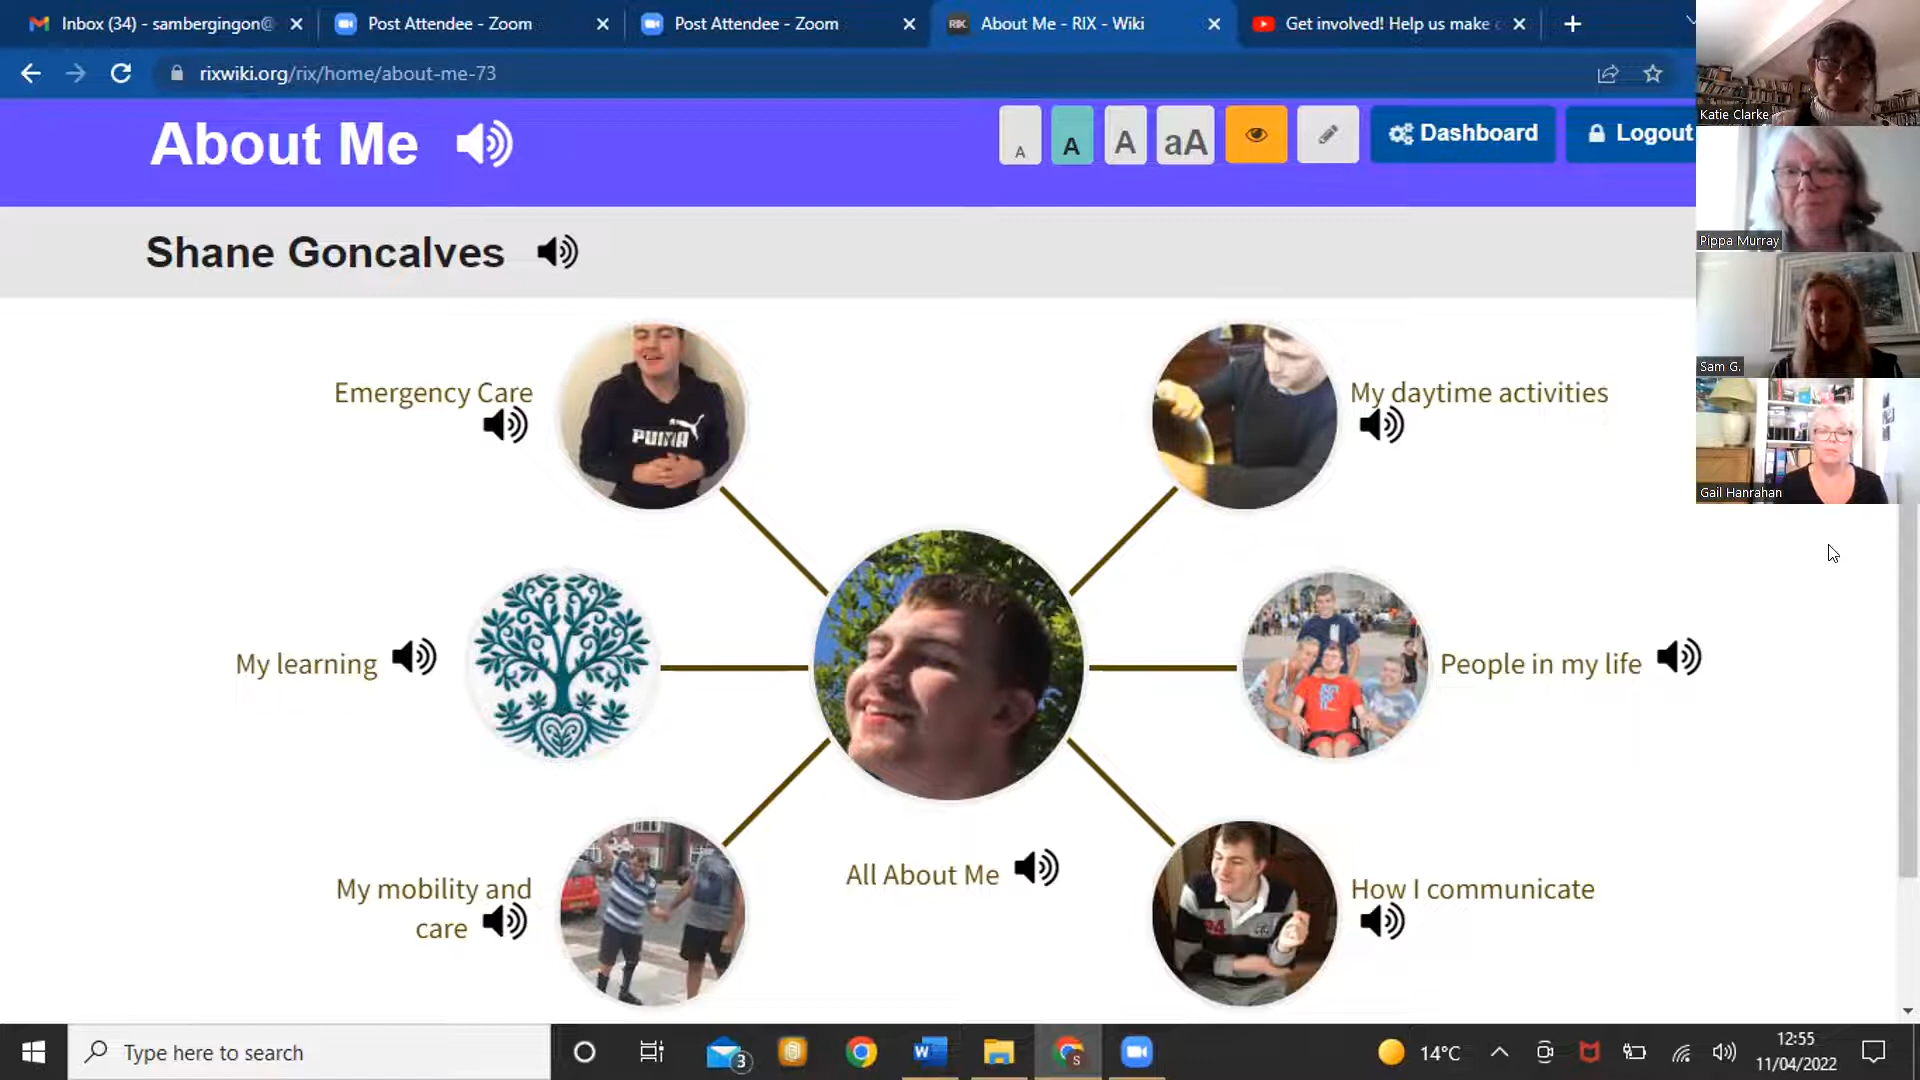 Inbox (34) - sambergingon@
Post Attendee - Zoom
Post Attendee - Zoom
About Me - RIX - Wiki
Get involved! Help us make
rixwiki.org/rix/home/about-me-73
About Me
A
A
A
aA
Dashboard
Logout
Katie Clarke
Pippa Murray
Sam G.
Gail Hanrahan
Shane Goncalves
Emergency Care
PUMA
My daytime activities
My learning
People in my life
My mobility and
care
All About Me
How I communicate
Type here to search
3
W
S
14°C
12:55
11/04/2022